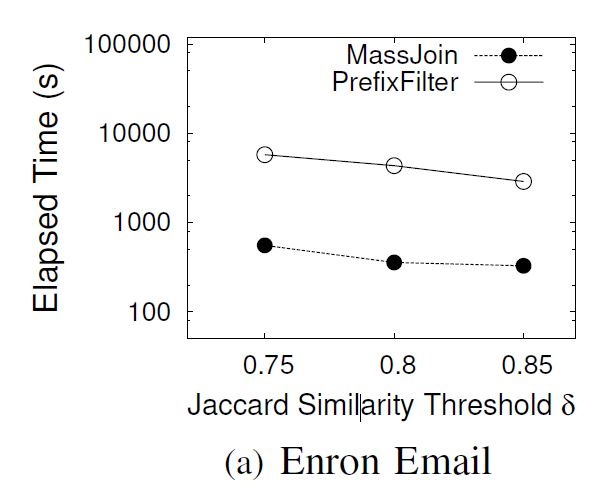 100000
10000
1000
100
Elapsed Time (s)
MassJoin
PrefixFilter
0.75 0.8 0.85
Jaccard Similarity Threshold δ
(a) Enron Email